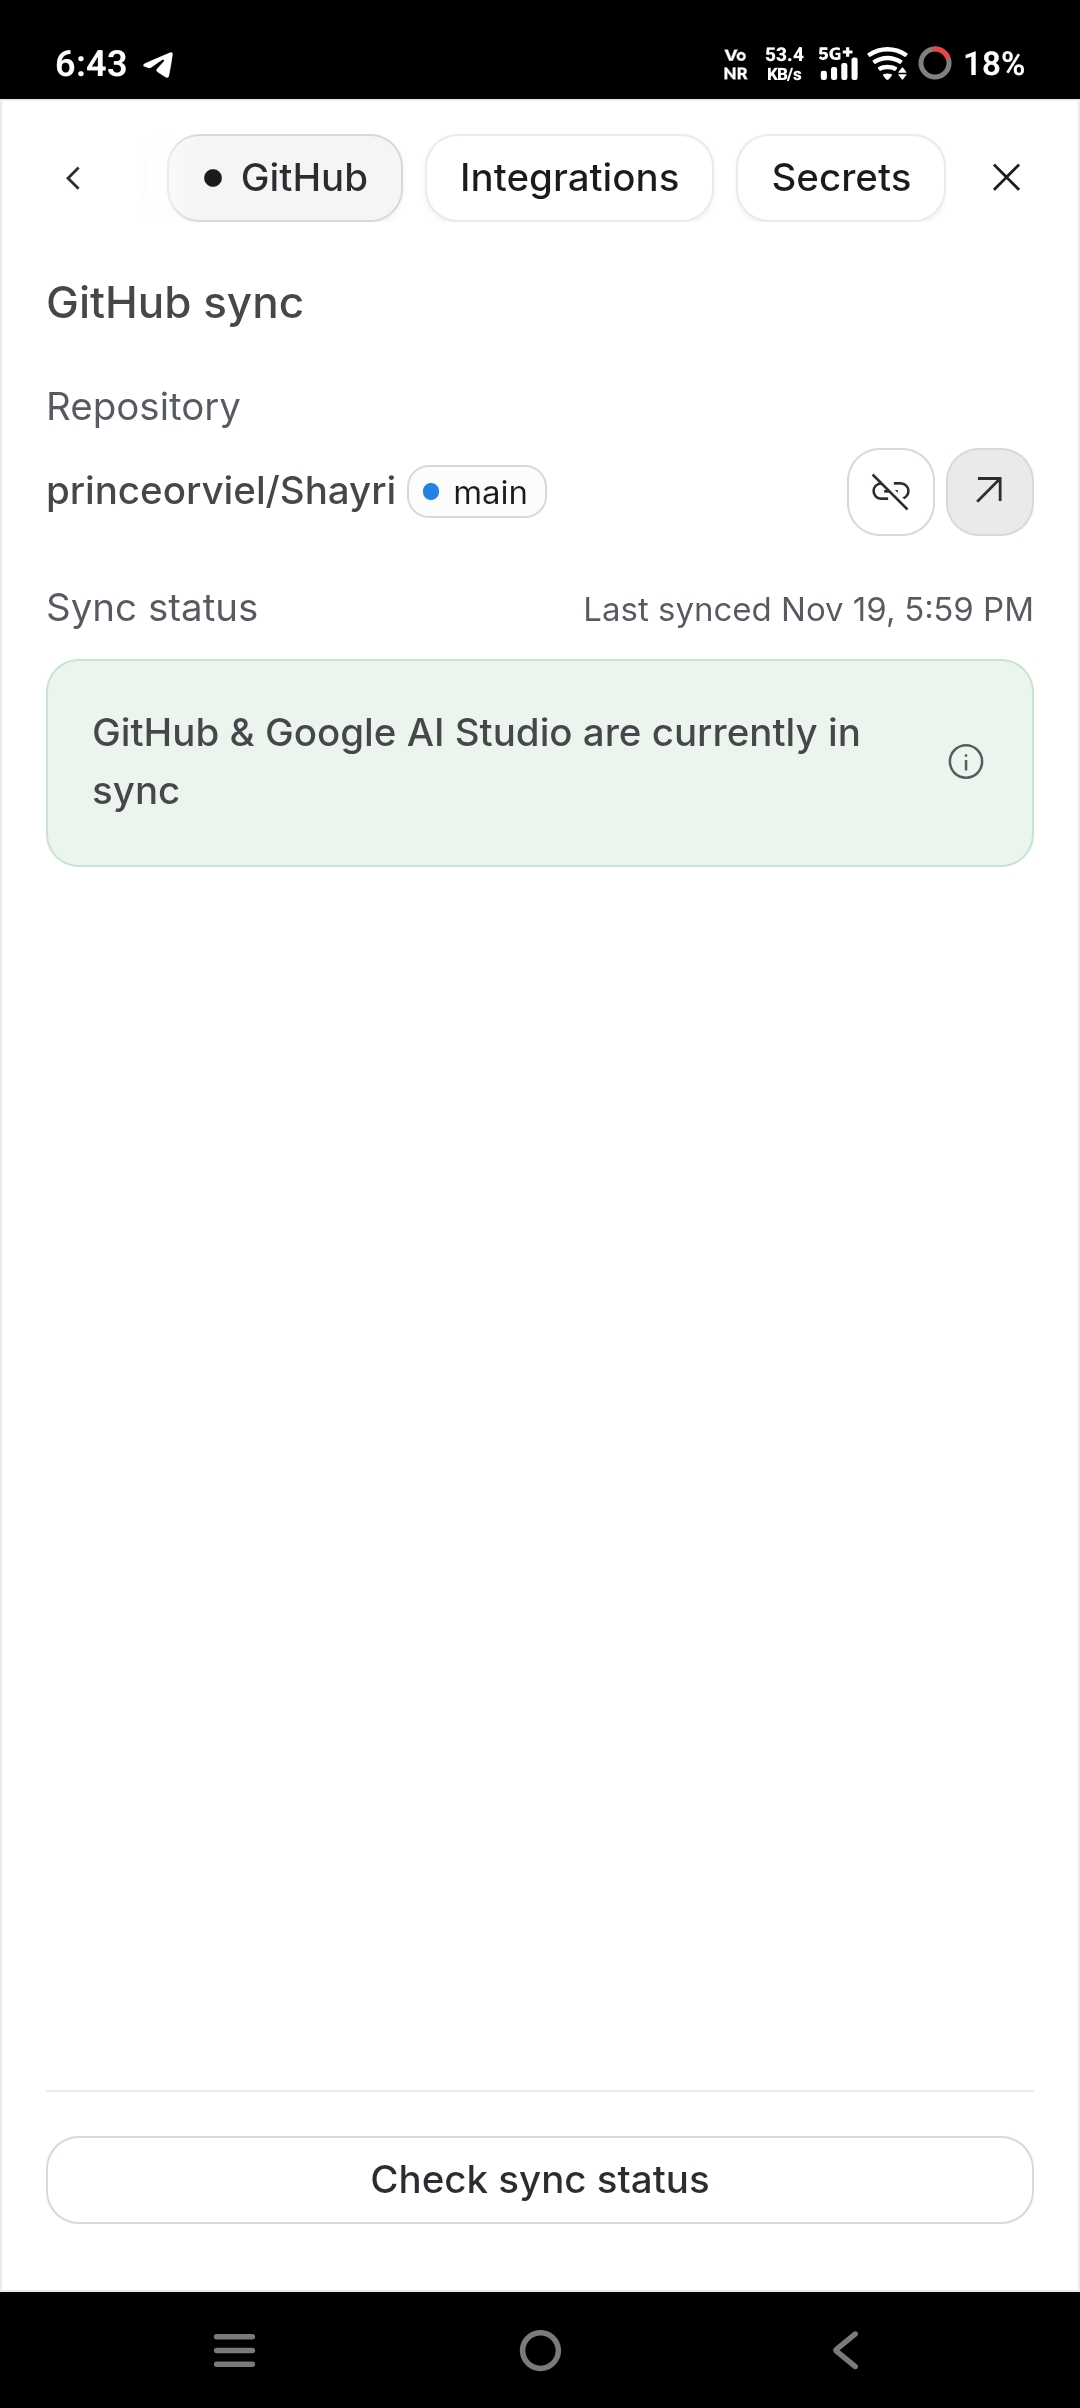 6:43
Vo NR 53.4 KB/s 5G+ 18%
GitHub Integrations Secrets
GitHub sync
Repository
princeorviel/Shayri main
Sync status Last synced Nov 19, 5:59 PM
GitHub & Google AI Studio are currently in
sync
Check sync status